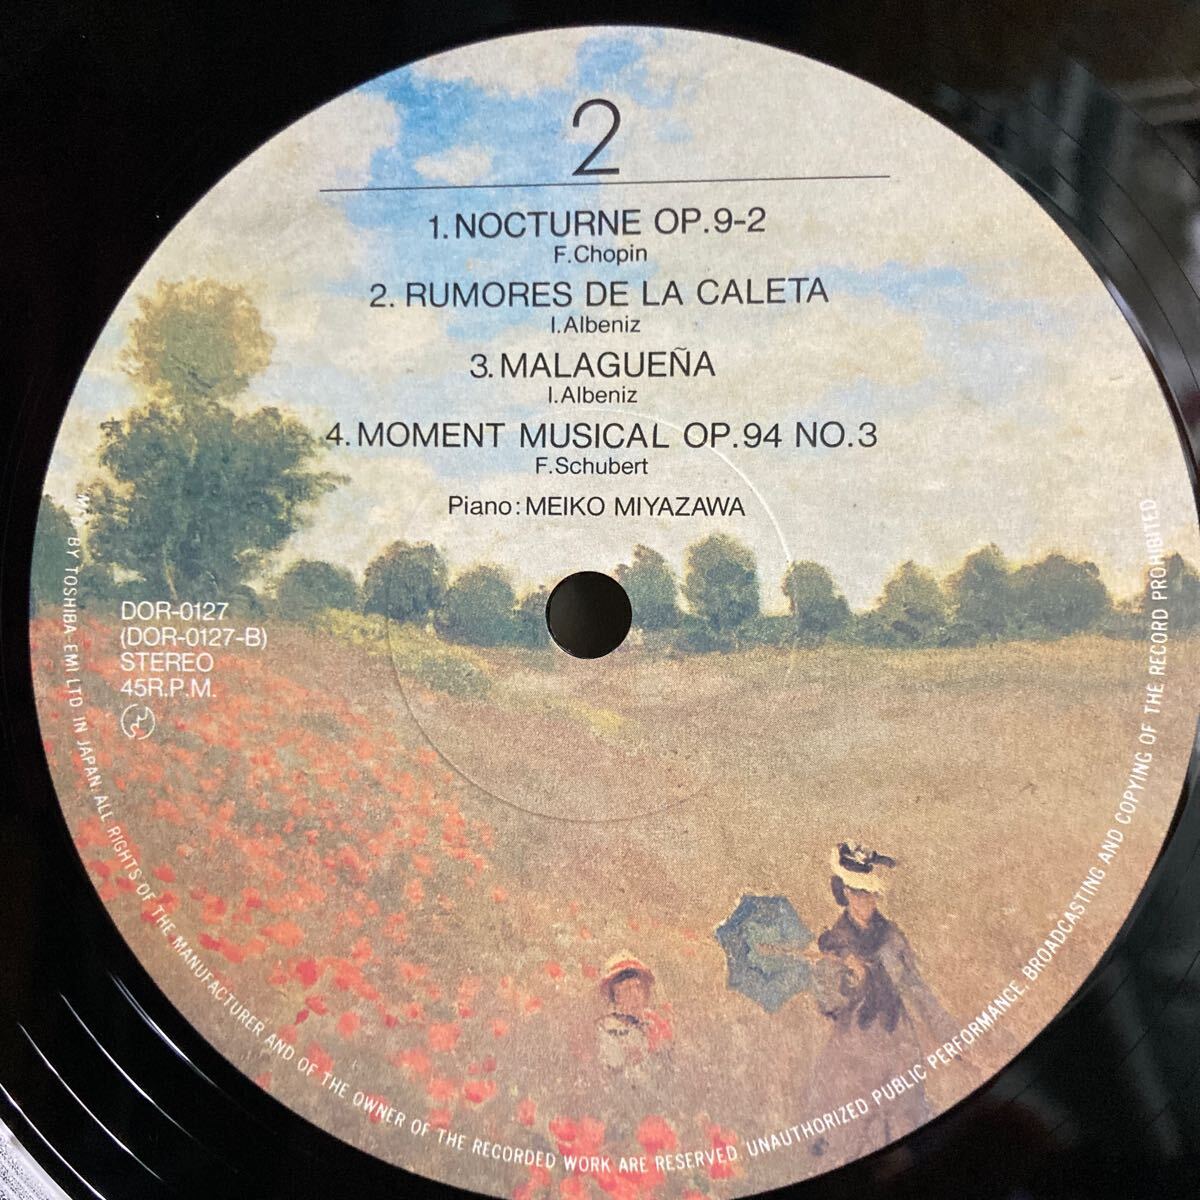 2
1. NOCTURNE OP.9-2
F.Chopin
2. RUMORES DE LA CALETA
I.Albeniz
3. MALAGUEÑA
I.Albeniz
4. MOMENT MUSICAL OP.94 NO.3
F.Schubert
Piano: MEIKO MIYAZAWA
DOR-0127
(DOR-0127-B)
STEREO
45R.P.M.
BY TOSHIBA-EMI LTD IN JAPAN. ALL RIGHTS OF THE MANUFACTURER AND OF THE OWNER OF THE RECORDED WORK ARE RESERVED. UNAUTHORIZED PUBLIC PERFORMANCE, BROADCASTING AND COPYING OF THE RECORD PROHIBITED